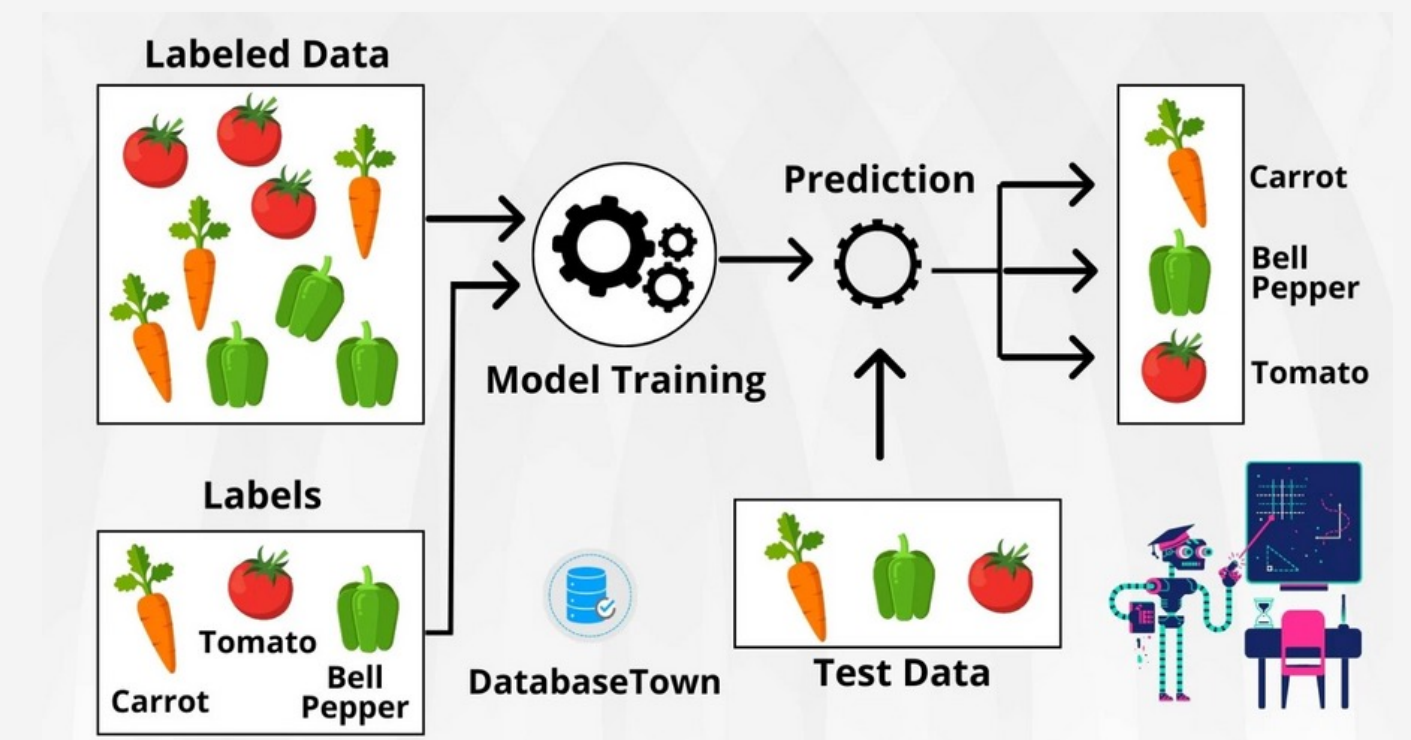 Labeled Data
Prediction
Carrot
Bell
Pepper
Tomato
Model Training
Labels
Carrot
Tomato
Bell
Pepper
DatabaseTown
Test Data